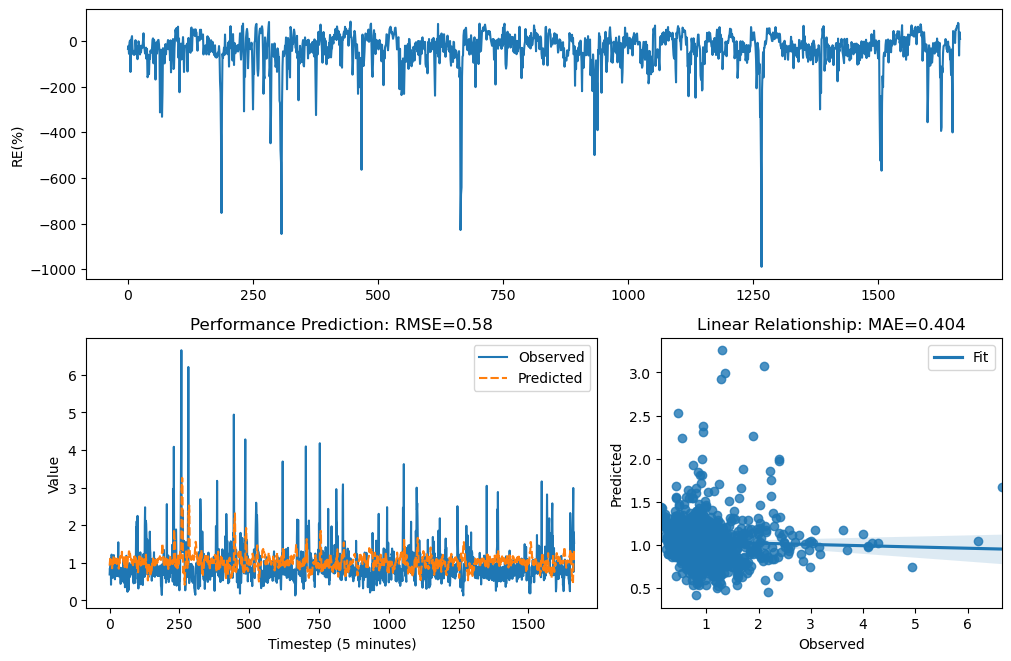 RE(%)
0
−200
−400
−600
−800
−1000
0 250 500 750 1000 1250 1500
Performance Prediction: RMSE=0.58
Value
6
5
4
3
2
1
0
Observed
Predicted
0 250 500 750 1000 1250 1500
Timestep (5 minutes)
Linear Relationship: MAE=0.404
Predicted
3.0
2.5
2.0
1.5
1.0
0.5
Fit
1 2 3 4 5 6
Observed